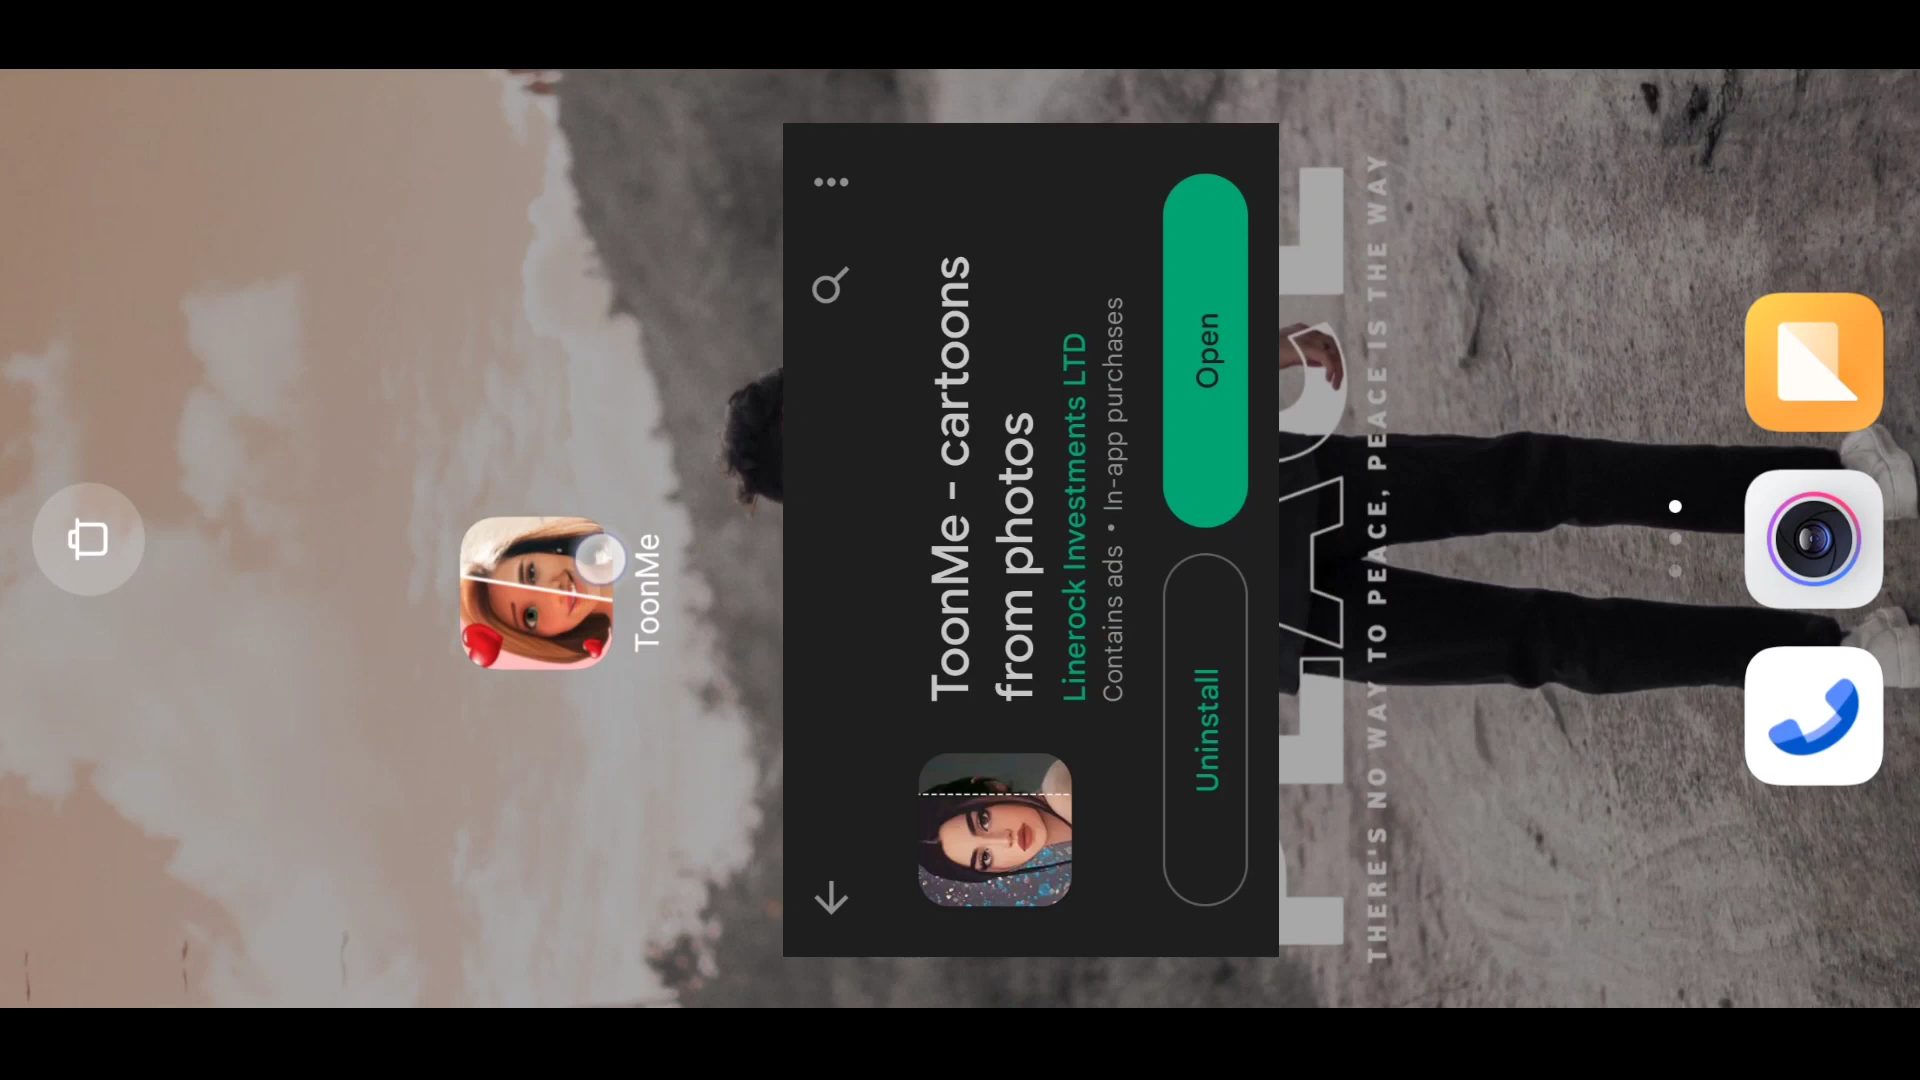 ToonMe
ToonMe - cartoons
from photos
Linerock Investments LTD
Contains ads • In-app purchases
Uninstall
Open
THERE'S NO WAY TO PEACE, PEACE IS THE WAY